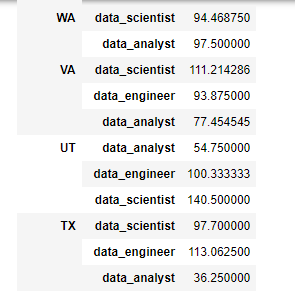 WA data_scientist 94.468750
data_analyst 97.500000
VA data_scientist 111.214286
data_engineer 93.875000
data_analyst 77.454545
UT data_analyst 54.750000
data_engineer 100.333333
data_scientist 140.500000
TX data_scientist 97.700000
data_engineer 113.062500
data_analyst 36.250000